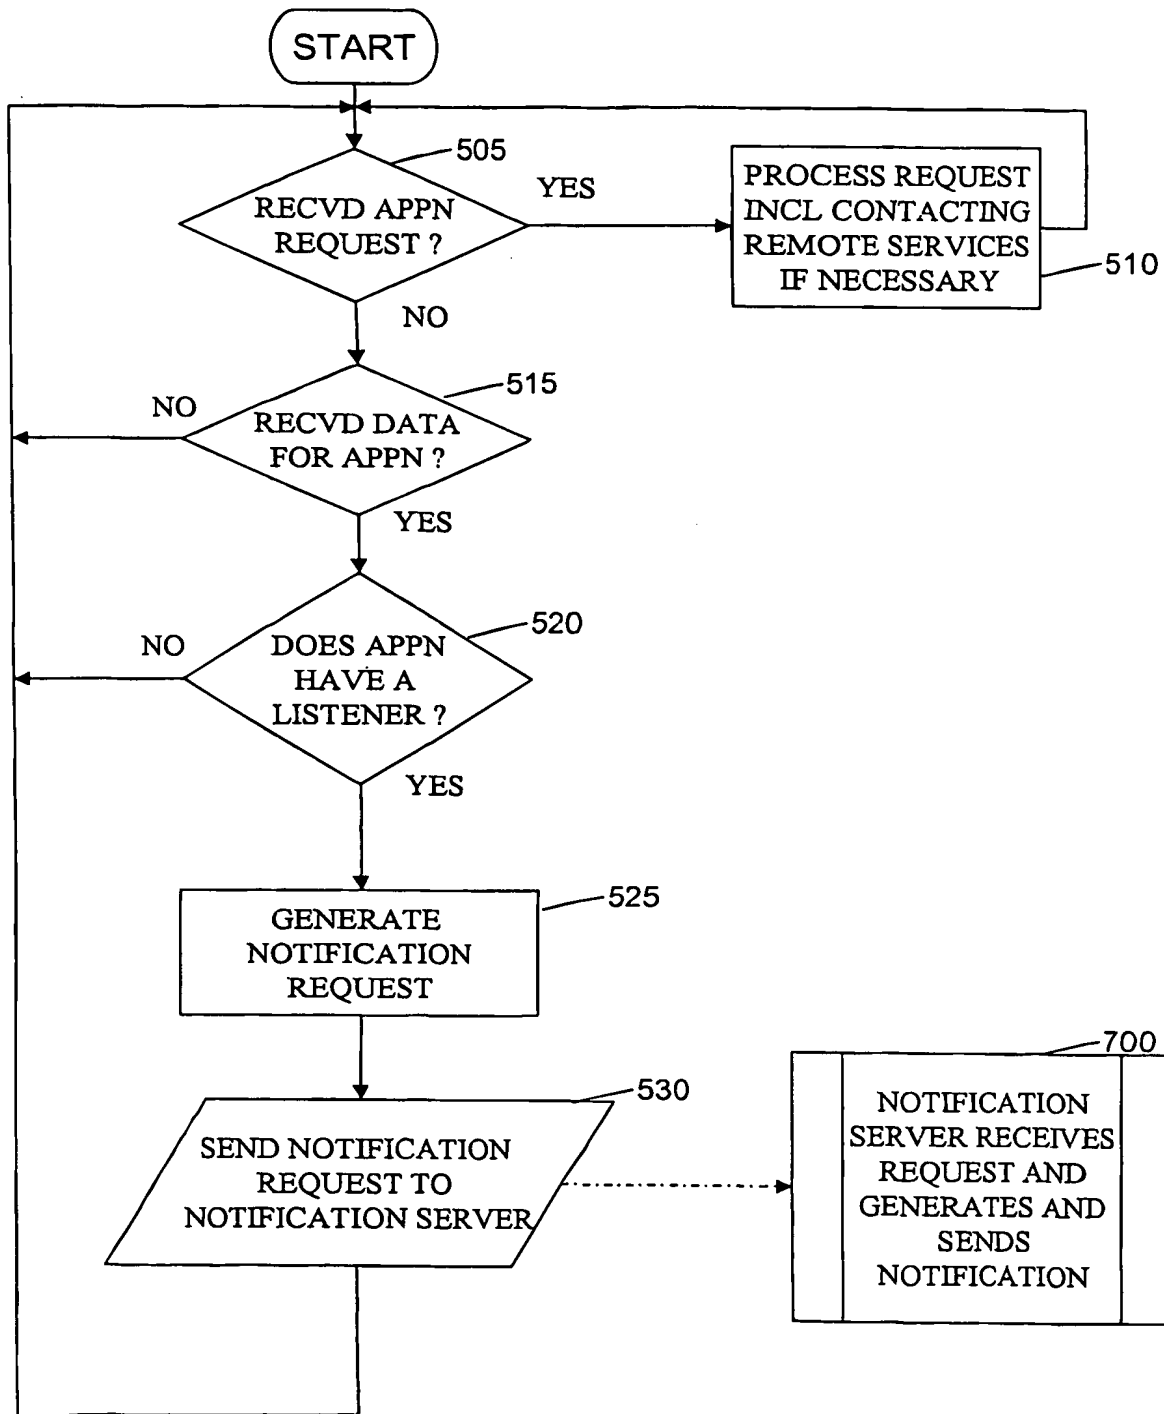 START
505
RECVD APPN
REQUEST ?
YES
PROCESS REQUEST
INCL CONTACTING
REMOTE SERVICES
IF NECESSARY
510
NO
515
NO
RECVD DATA
FOR APPN ?
YES
520
NO
DOES APPN
HAVE A
LISTENER ?
YES
525
GENERATE
NOTIFICATION
REQUEST
530
SEND NOTIFICATION
REQUEST TO
NOTIFICATION SERVER
700
NOTIFICATION
SERVER RECEIVES
REQUEST AND
GENERATES AND
SENDS
NOTIFICATION